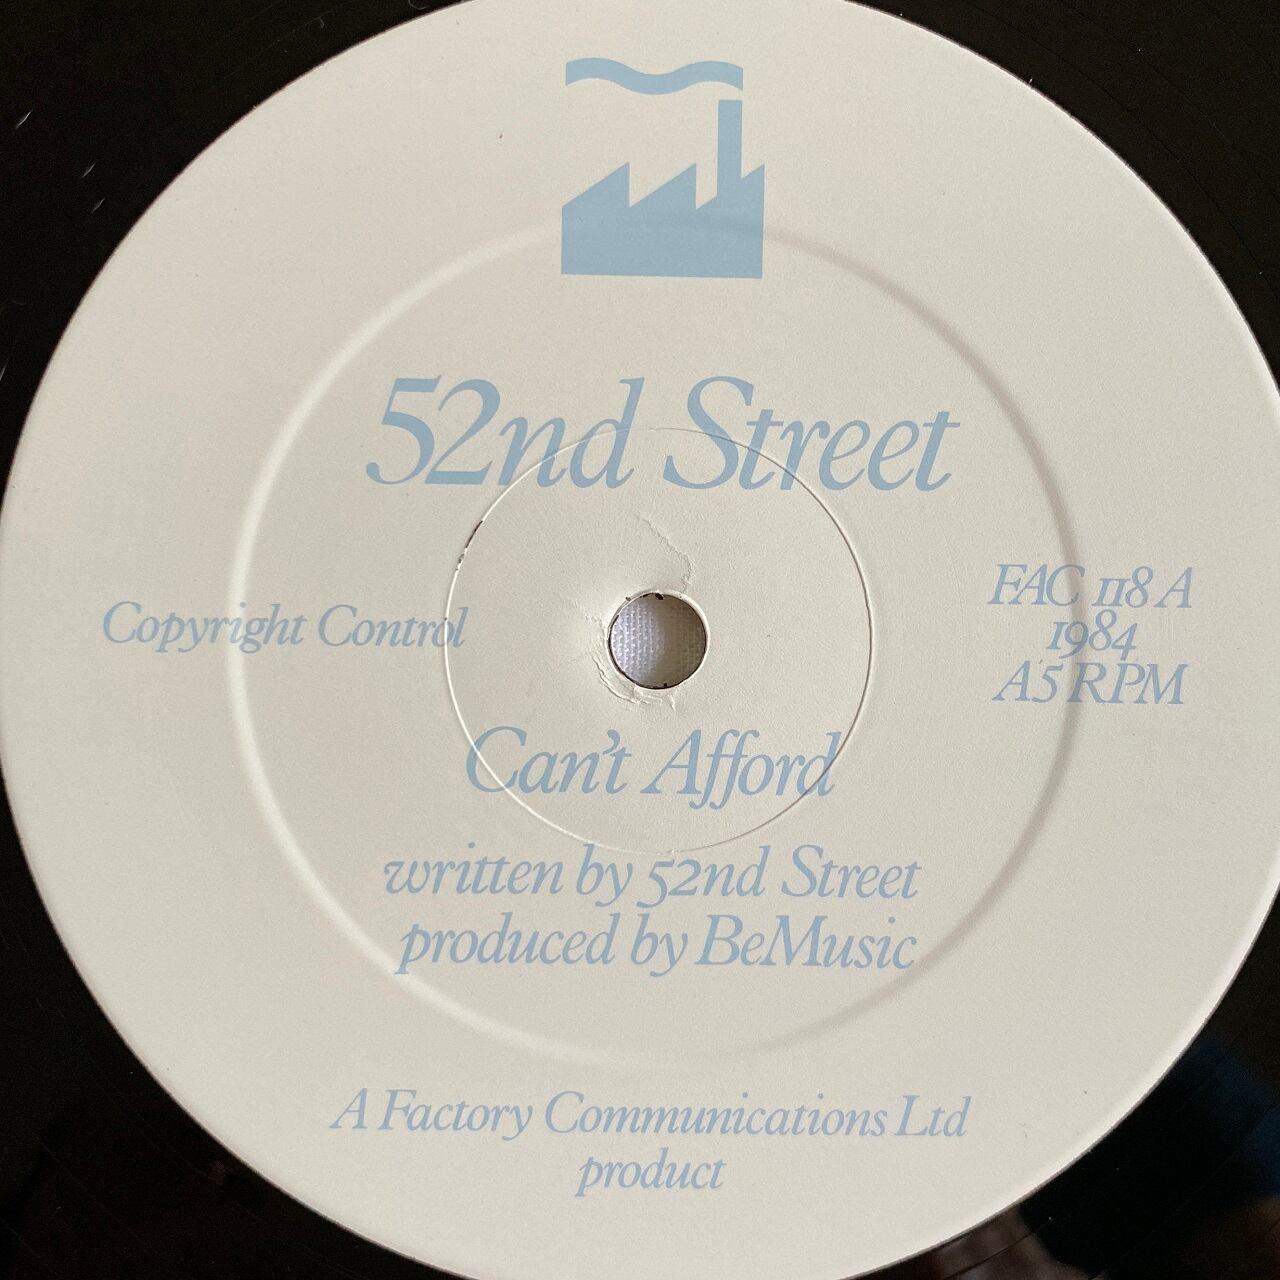 52nd Street
Copyright Control
FAC 118 A
1984
A5 RPM
Can't Afford
written by 52nd Street
produced by BeMusic
A Factory Communications Ltd
product